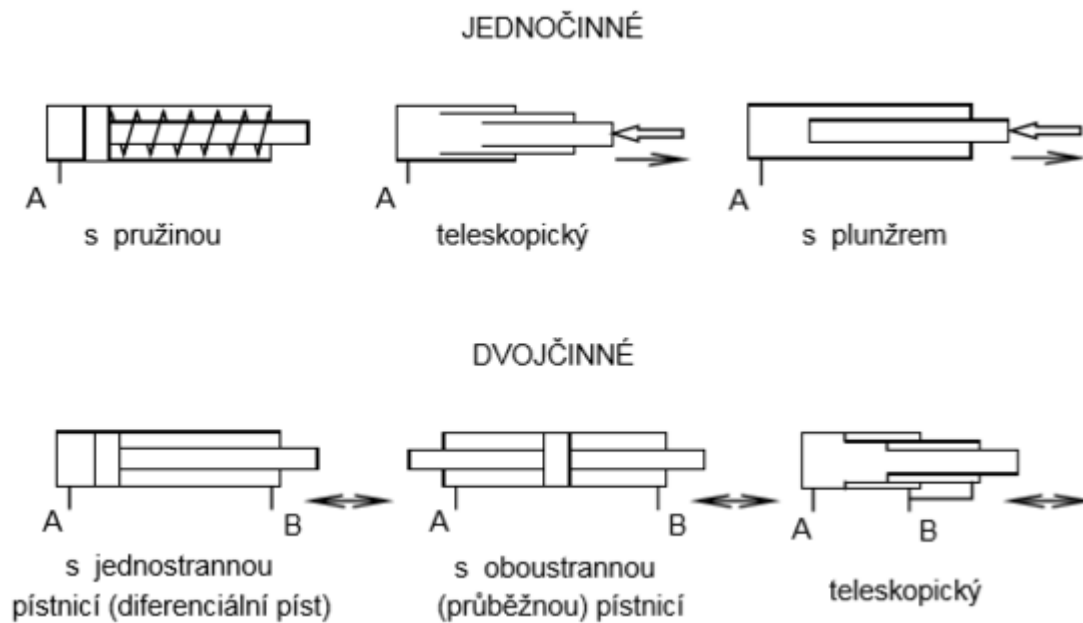 JEDNOČINNÉ
A
A
A
s pružinou
teleskopický
s plunžrem
DVOJČINNÉ
A
B
A
B
A
B
s jednostrannou
pístnicí (diferenciální píst)
s oboustrannou
(průběžnou) pístnicí
teleskopický